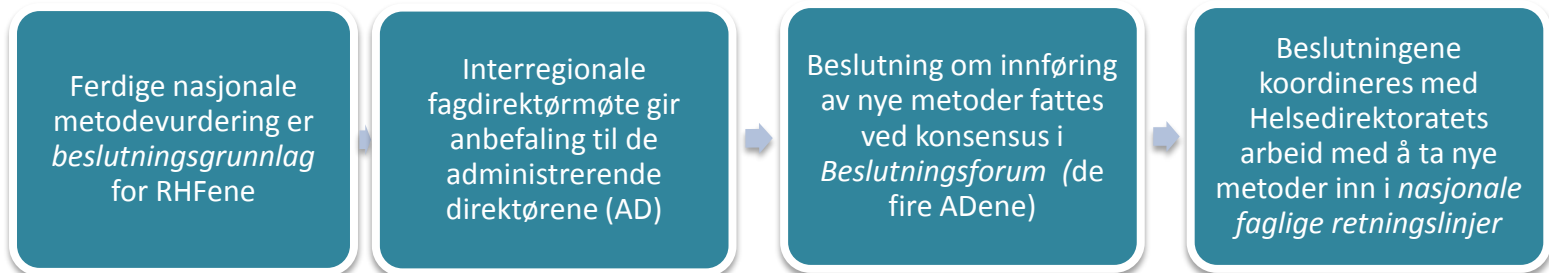 Ferdige nasjonale
metodevurdering er
beslutningsgrunnlag
for RHFene
Interregionale
fagdirektørmøte gir
anbefaling til de
administrerende
direktørene (AD)
Beslutning om innføring
av nye metoder fattes
ved konsensus i
Beslutningsforum (de
fire ADene)
Beslutningene
koordineres med
Helsedirektoratets
arbeid med å ta nye
metoder inn i nasjonale
faglige retningslinjer